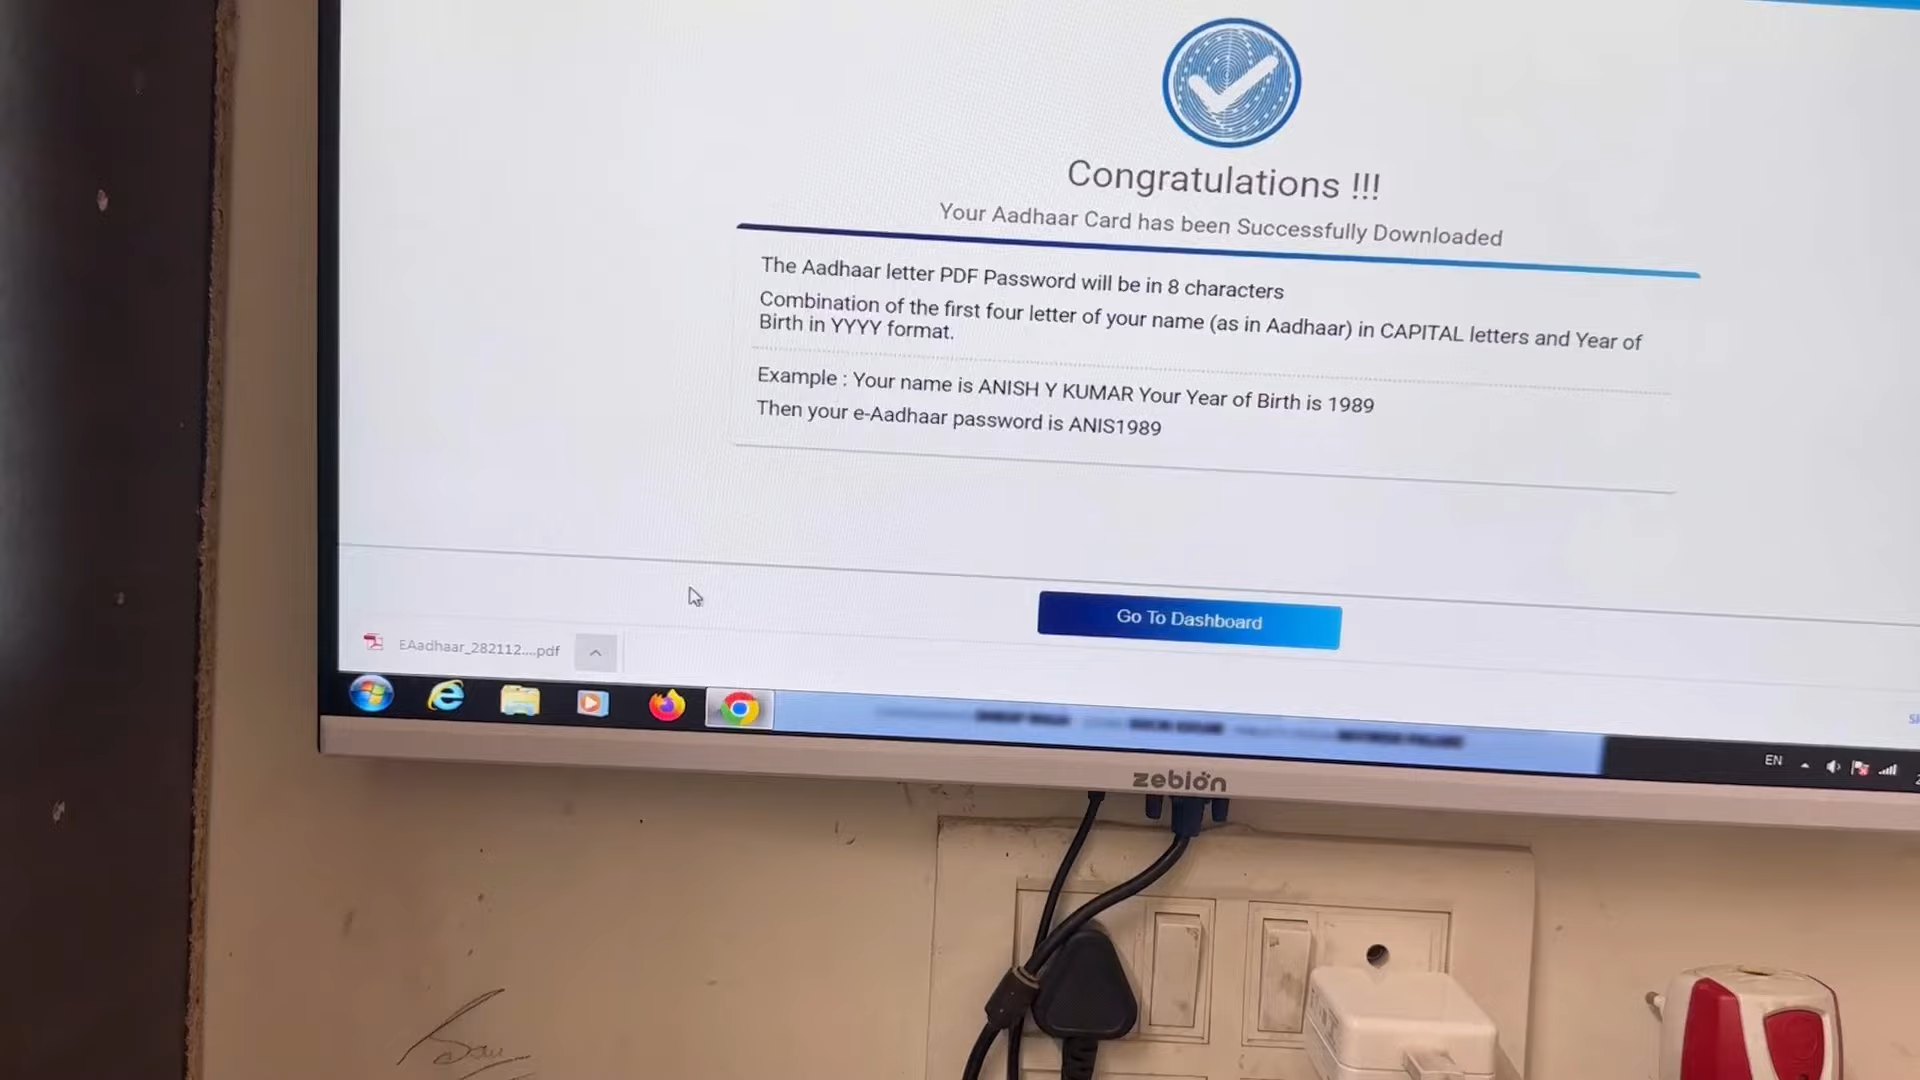 Congratulations !!!
Your Aadhaar Card has been Successfully Downloaded
The Aadhaar letter PDF Password will be in 8 characters
Combination of the first four letter of your name (as in Aadhaar) in CAPITAL letters and Year of
Birth in YYYY format.
Example : Your name is ANISH Y KUMAR Your Year of Birth is 1989
Then your e-Aadhaar password is ANIS1989
Go To Dashboard
EAadhaar_282112....pdf
EN
zebion